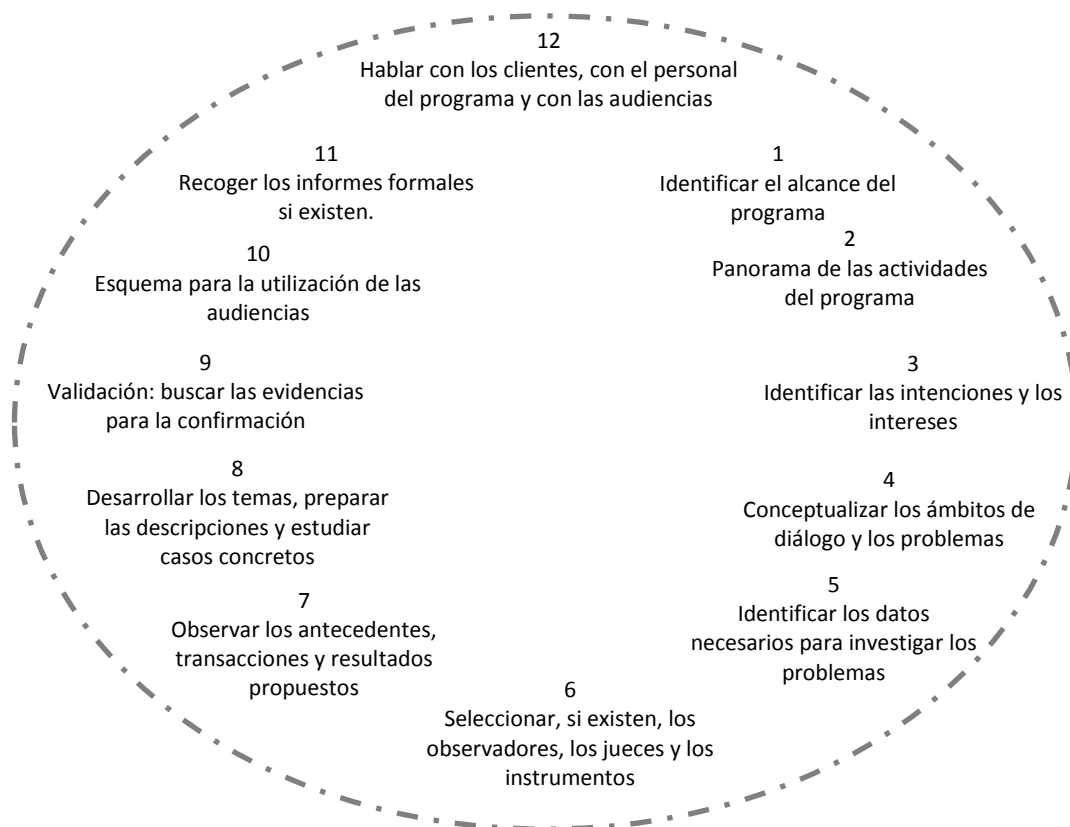 12
Hablar con los clientes, con el personal
del programa y con las audiencias
1
Identificar el alcance del
programa
2
Panorama de las actividades
del programa
3
Identificar las intenciones y los
intereses
4
Conceptualizar los ámbitos de
diálogo y los problemas
5
Identificar los datos
necesarios para investigar los
problemas
6
Seleccionar, si existen, los
observadores, los jueces y los
instrumentos
7
Observar los antecedentes,
transacciones y resultados
propuestos
8
Desarrollar los temas, preparar
las descripciones y estudiar
casos concretos
9
Validación: buscar las evidencias
para la confirmación
10
Esquema para la utilización de las
audiencias
11
Recoger los informes formales
si existen.